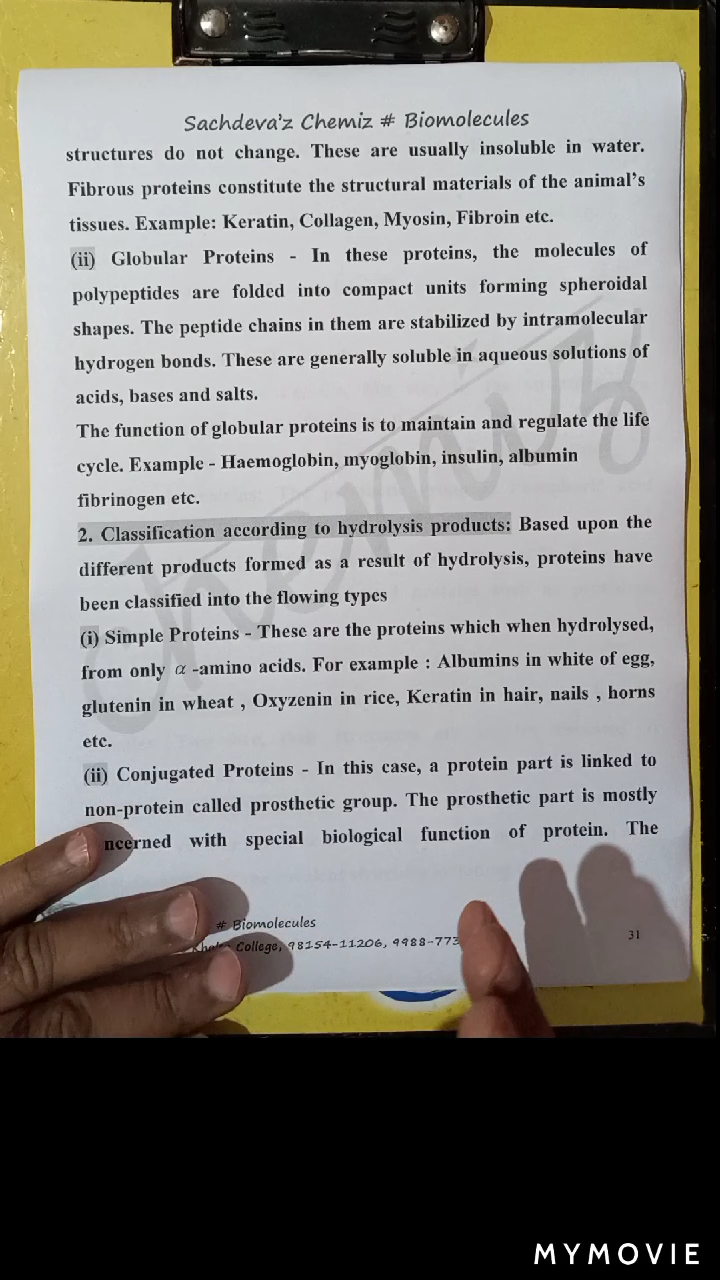 Sachdeva'z Chemiz # Biomolecules
structures do not change. These are usually insoluble in water.
Fibrous proteins constitute the structural materials of the animal's
tissues. Example: Keratin, Collagen, Myosin, Fibroin etc.
(ii) Globular Proteins - In these proteins, the molecules of
polypeptides are folded into compact units forming spheroidal
shapes. The peptide chains in them are stabilized by intramolecular
hydrogen bonds. These are generally soluble in aqueous solutions of
acids, bases and salts.
The function of globular proteins is to maintain and regulate the life
cycle. Example - Haemoglobin, myoglobin, insulin, albumin
fibrinogen etc.
2. Classification according to hydrolysis products: Based upon the
different products formed as a result of hydrolysis, proteins have
been classified into the flowing types
(i) Simple Proteins - These are the proteins which when hydrolysed,
from only α -amino acids. For example : Albumins in white of egg,
glutenin in wheat , Oxyzenin in rice, Keratin in hair, nails , horns
etc.
(ii) Conjugated Proteins - In this case, a protein part is linked to
non-protein called prosthetic group. The prosthetic part is mostly
ncerned with special biological function of protein. The
# Biomolecules
College, 98154-11206, 9988-773
31
chemiz
MYMOVIE